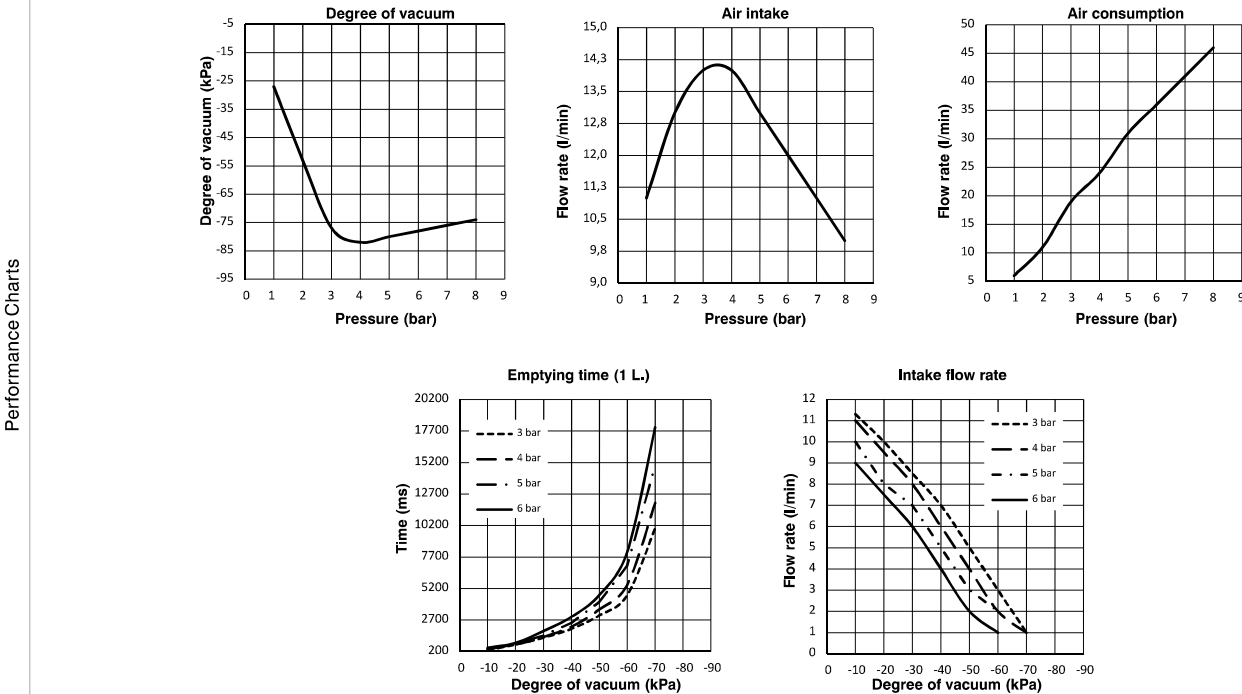 Performance Charts
Degree of vacuum
Degree of vacuum (kPa)
-5
-15
-25
-35
-45
-55
-65
-75
-85
-95
0 1 2 3 4 5 6 7 8 9
Pressure (bar)
Air intake
Flow rate (l/min)
15,0
14,3
13,5
12,8
12,0
11,3
10,5
9,8
9,0
0 1 2 3 4 5 6 7 8 9
Pressure (bar)
Air consumption
Flow rate (l/min)
50
45
40
35
30
25
20
15
10
5
0 1 2 3 4 5 6 7 8 9
Pressure (bar)
Emptying time (1 L.)
Time (ms)
20200
17700
15200
12700
10200
7700
5200
2700
200
3 bar
4 bar
5 bar
6 bar
0 -10 -20 -30 -40 -50 -60 -70 -80 -90
Degree of vacuum (kPa)
Intake flow rate
Flow rate (l/min)
12
11
10
9
8
7
6
5
4
3
2
1
0
3 bar
4 bar
5 bar
6 bar
0 -10 -20 -30 -40 -50 -60 -70 -80 -90
Degree of vacuum (kPa)